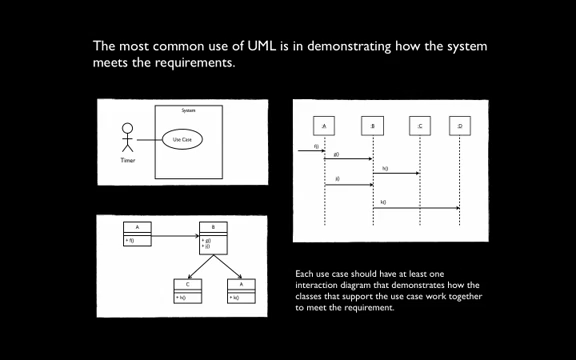 The most common use of UML is in demonstrating how the system
meets the requirements.
System
Use Case
Timer
A
B
C
D
f()
g()
h()
j()
k()
A
+ f()
B
+ g()
+ j()
C
+ h()
A
+ k()
Each use case should have at least one
interaction diagram that demonstrates how the
classes that support the use case work together
to meet the requirement.